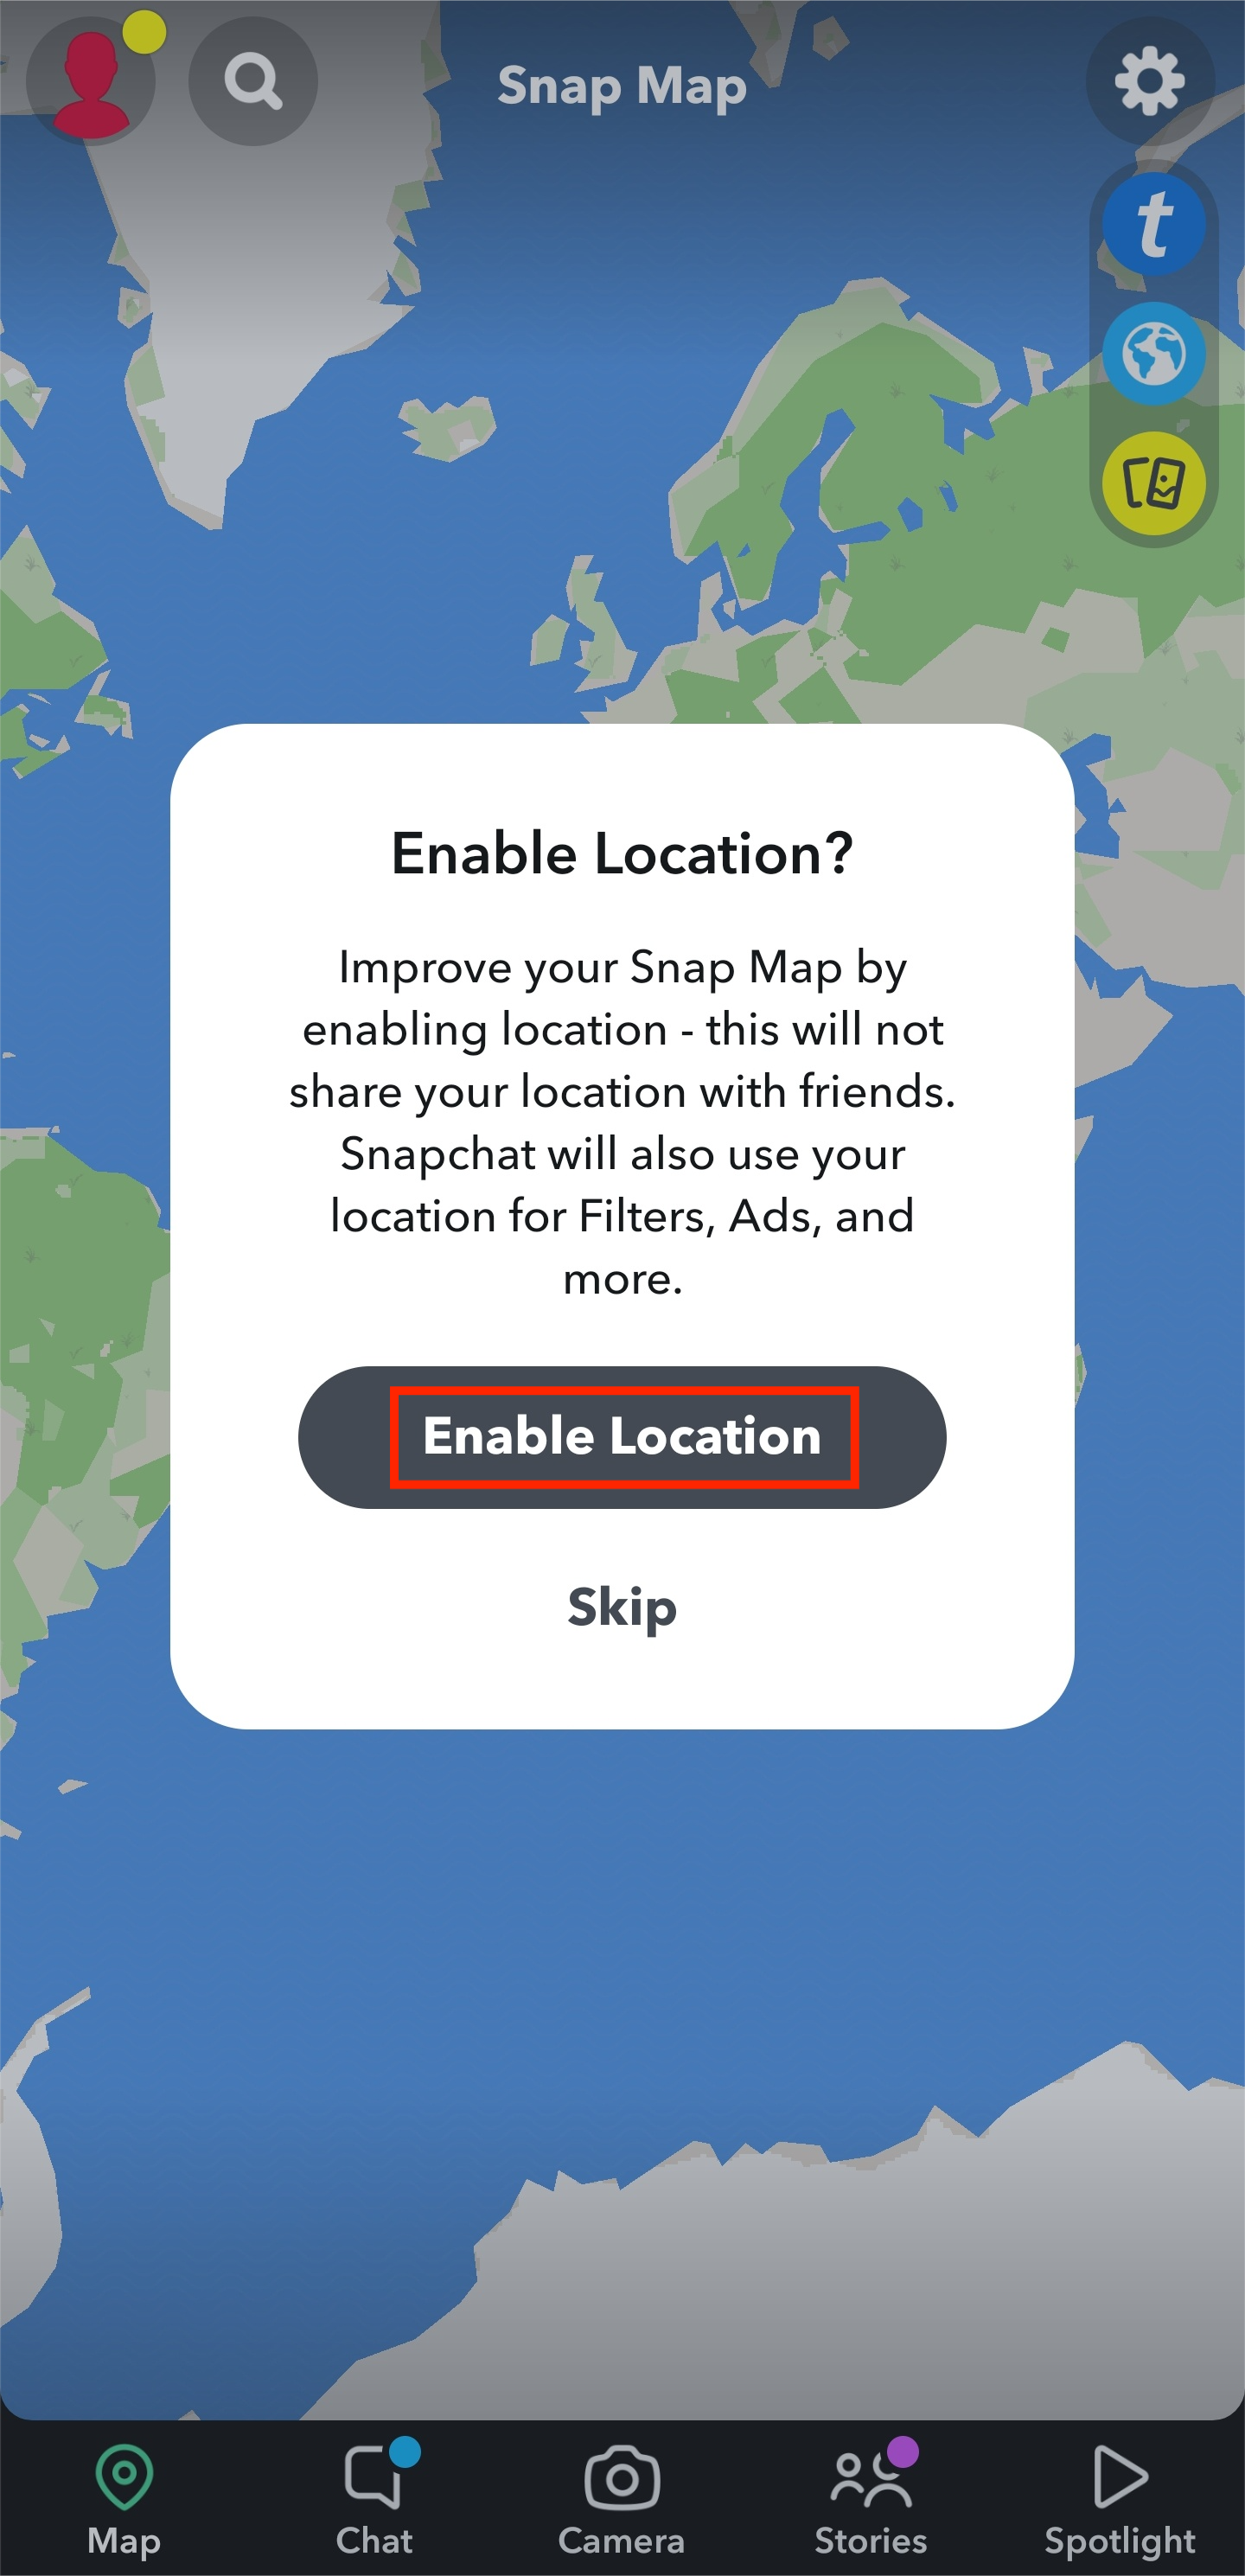 Snap Map
t
Enable Location?
Improve your Snap Map by
enabling location - this will not
share your location with friends.
Snapchat will also use your
location for Filters, Ads, and
more.
Enable Location
Skip
Map
Chat
Camera
Stories
Spotlight